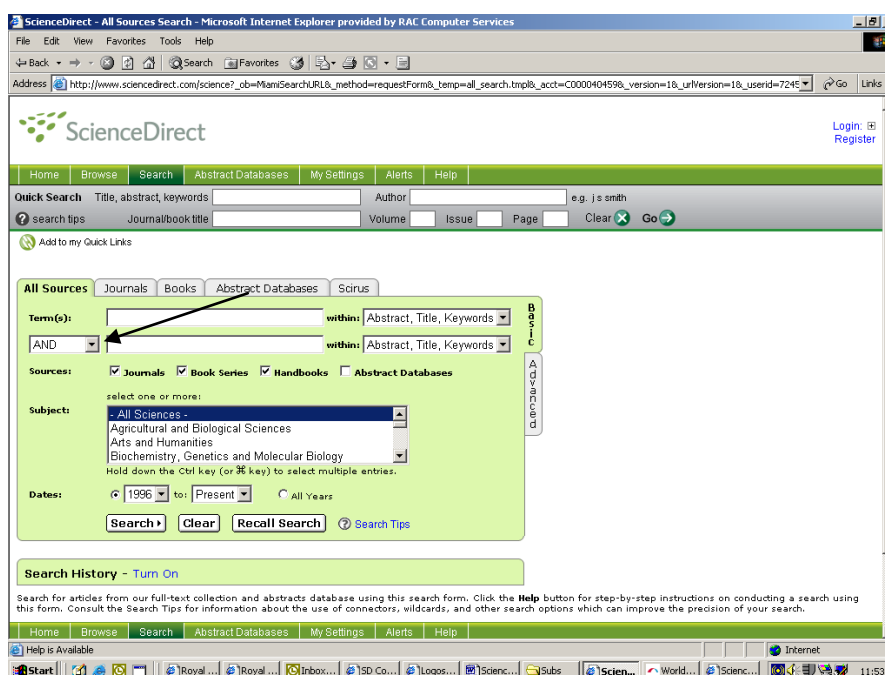 ScienceDirect - All Sources Search - Microsoft Internet Explorer provided by RAC Computer Services
File Edit View Favorites Tools Help
Back Search Favorites
Address http://www.sciencedirect.com/science?_ob=MiamiSearchURL&_method=requestForm&_temp=all_search.tmpl&_acct=C000040459&_version=1&_urlVersion=1&_userid=7245 Go Links
ScienceDirect
Login:
Register
Home Browse Search Abstract Databases My Settings Alerts Help
Quick Search Title, abstract, keywords Author e.g. j s smith
search tips Journal/book title Volume Issue Page Clear Go
Add to my Quick Links
All Sources Journals Books Abstract Databases Scirus
Term(s): within: Abstract, Title, Keywords
Basic
AND within: Abstract, Title, Keywords
Advanced
Sources: Journals Book Series Handbooks Abstract Databases
select one or more:
Subject: - All Sciences -
Agricultural and Biological Sciences
Arts and Humanities
Biochemistry, Genetics and Molecular Biology
Hold down the Ctrl key (or ⌘ key) to select multiple entries.
Dates: 1996 to: Present All Years
Search Clear Recall Search Search Tips
Search History - Turn On
Search for articles from our full-text collection and abstracts database using this search form. Click the Help button for step-by-step instructions on conducting a search using
this form. Consult the Search Tips for information about the use of connectors, wildcards, and other search options which can improve the precision of your search.
Home Browse Search Abstract Databases My Settings Alerts Help
Help is Available Internet
Start Royal ... Royal ... Inbox... SD Co... Logos... Scienc... Subs Scien... World... Scienc... 11:53